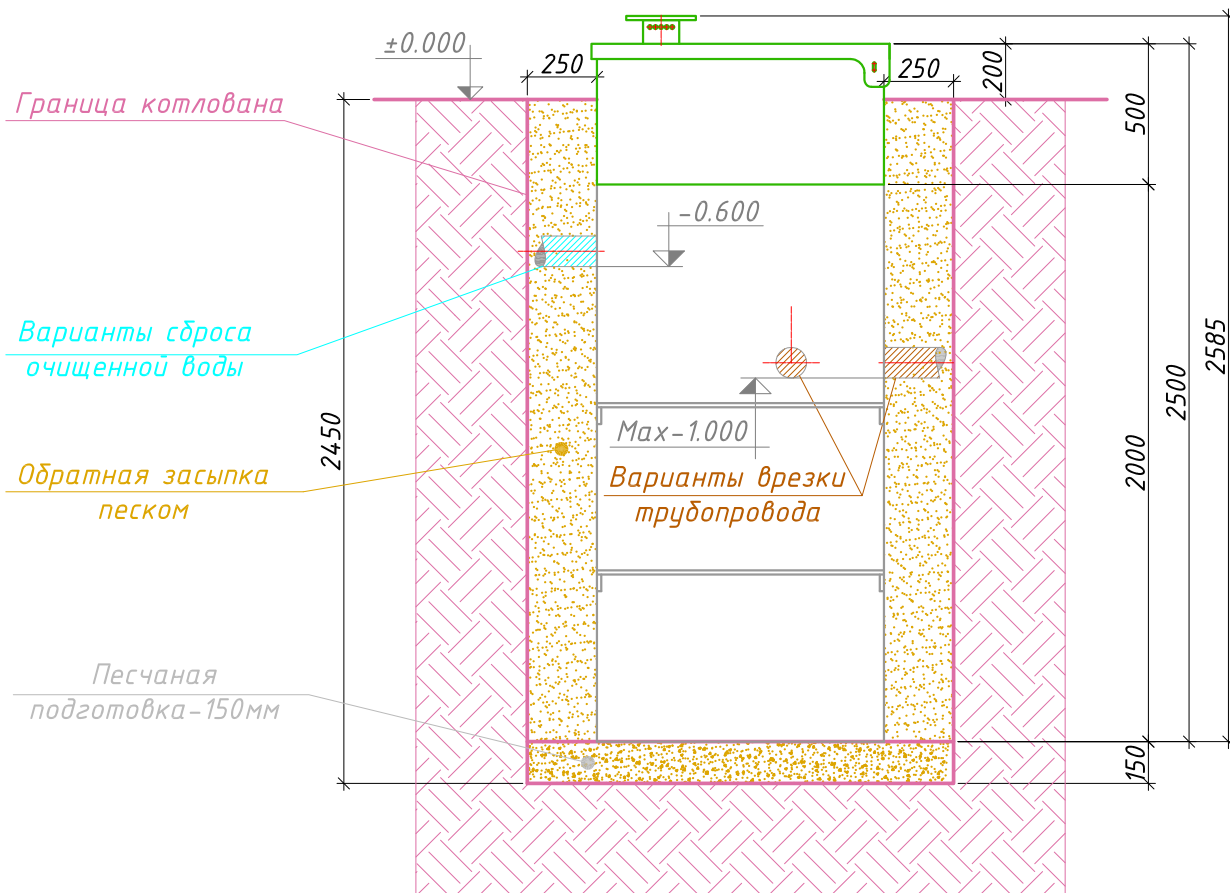 ±0.000
250
250
200
Граница котлована
500
-0.600
Варианты сброса
очищенной воды
2585
2500
Max-1.000
2450
2000
Обратная засыпка
песком
Варианты врезки
трубопровода
Песчаная
подготовка-150мм
150